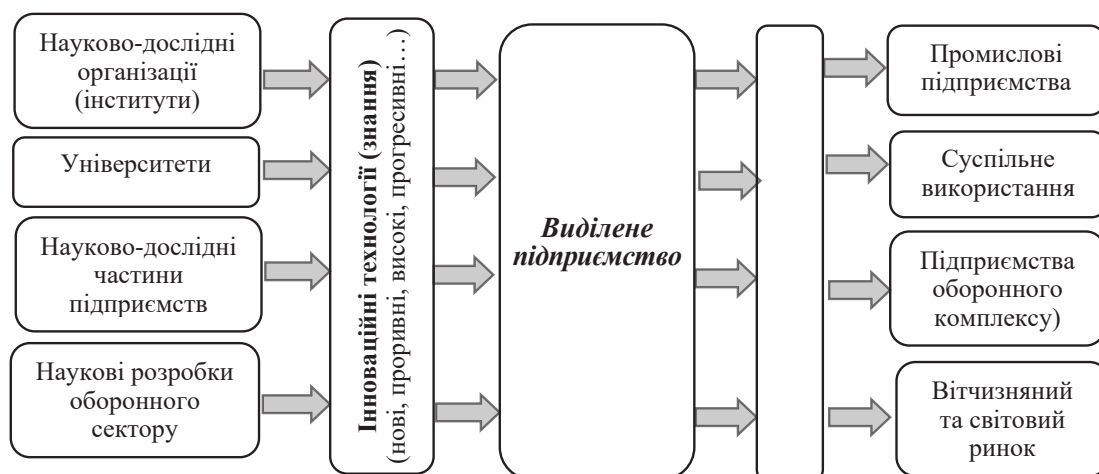 Науково-дослідні
організації
(інститути)
Університети
Науково-дослідні
частини
підприємств
Наукові розробки
оборонного
сектору
Інноваційні технології (знання)
(нові, проривні, високі, прогресивні…)
Виділене
підприємство
Промислові
підприємства
Суспільне
використання
Підприємства
оборонного
комплексу)
Вітчизняний
та світовий
ринок